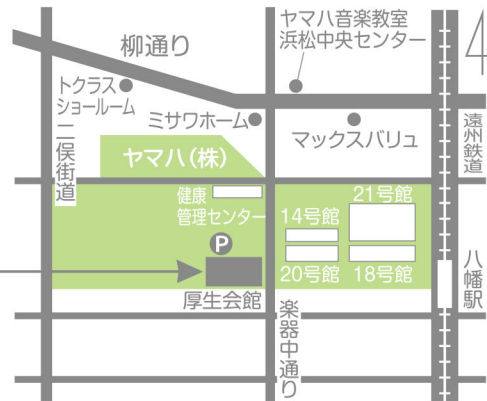 ヤマハ音楽教室
浜松中央センター
柳通り
トクラス
ショールーム
ミサワホーム
マックスバリュ
遠州鉄道
二俣街道
ヤマハ(株)
健康
管理センター
21号館
14号館
P
20号館
18号館
八幡駅
厚生会館
楽器中通り
4